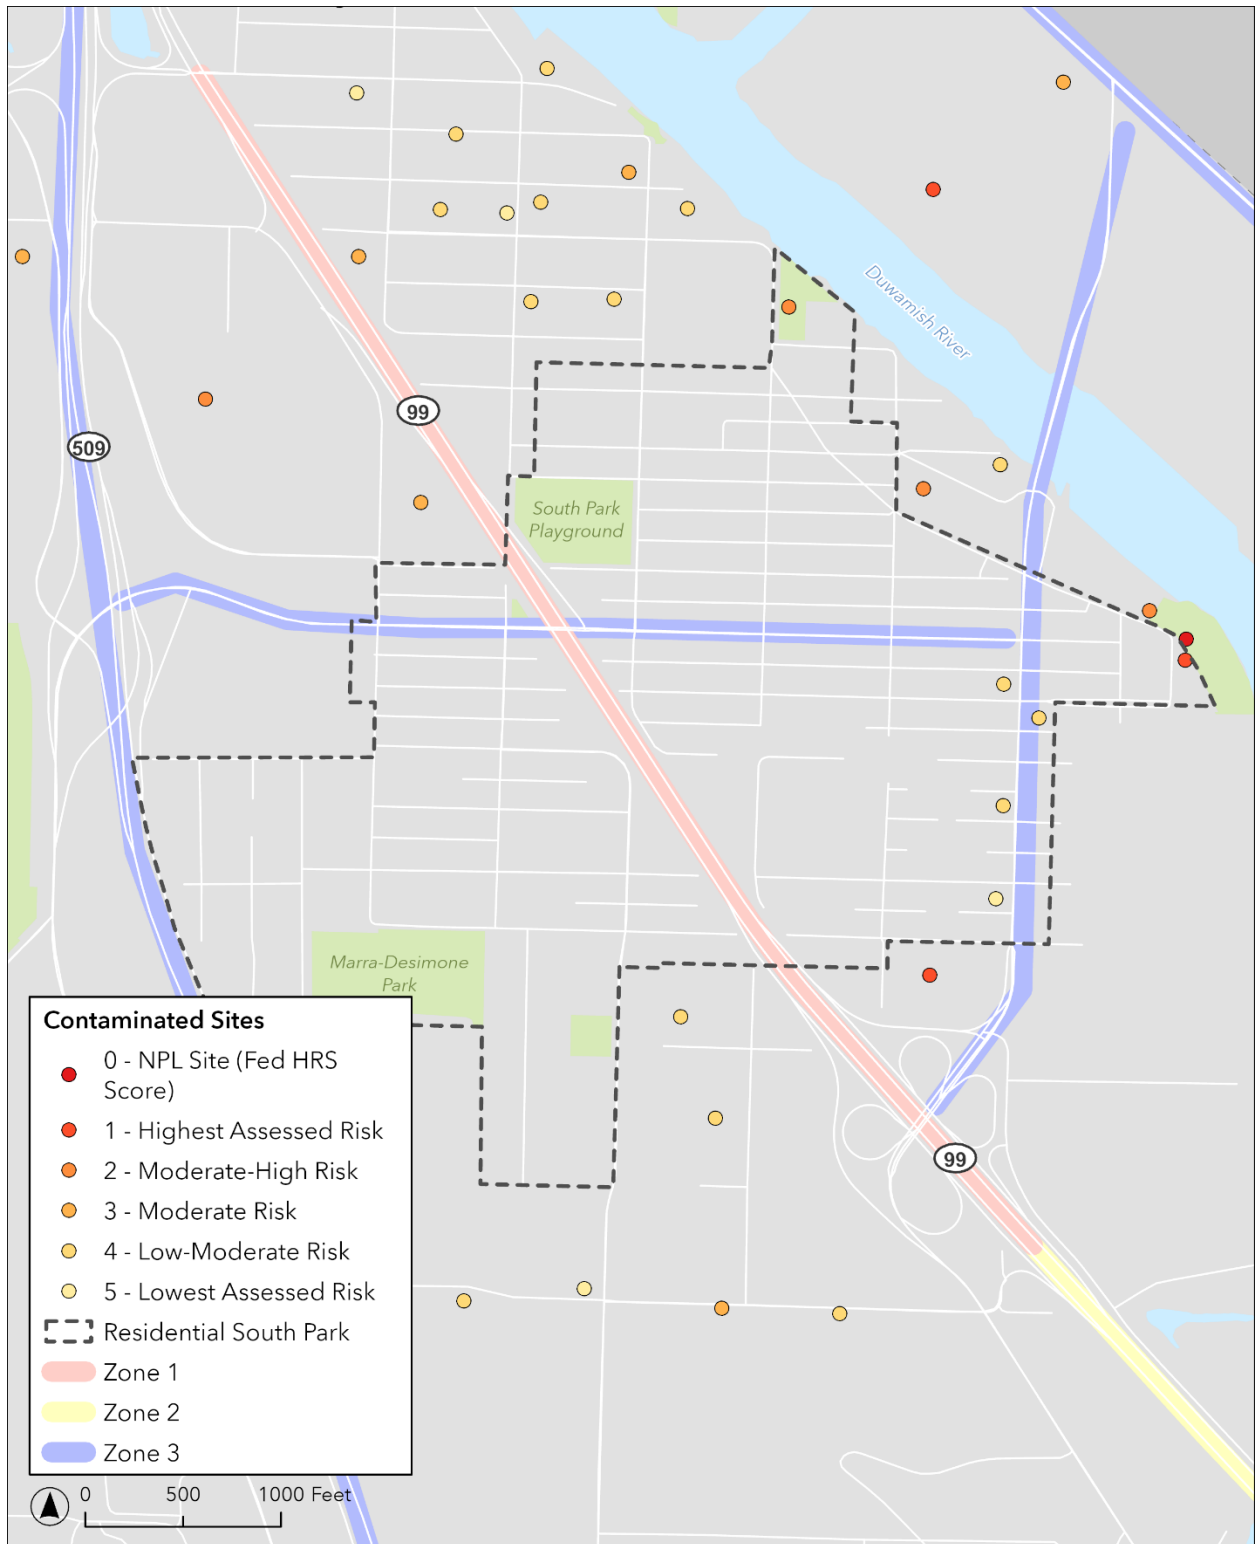 Duwamish River
99
509
South Park
Playground
Marra-Desimone
Park
99
Contaminated Sites
0 - NPL Site (Fed HRS
Score)
1 - Highest Assessed Risk
2 - Moderate-High Risk
3 - Moderate Risk
4 - Low-Moderate Risk
5 - Lowest Assessed Risk
Residential South Park
Zone 1
Zone 2
Zone 3
0 500 1000 Feet